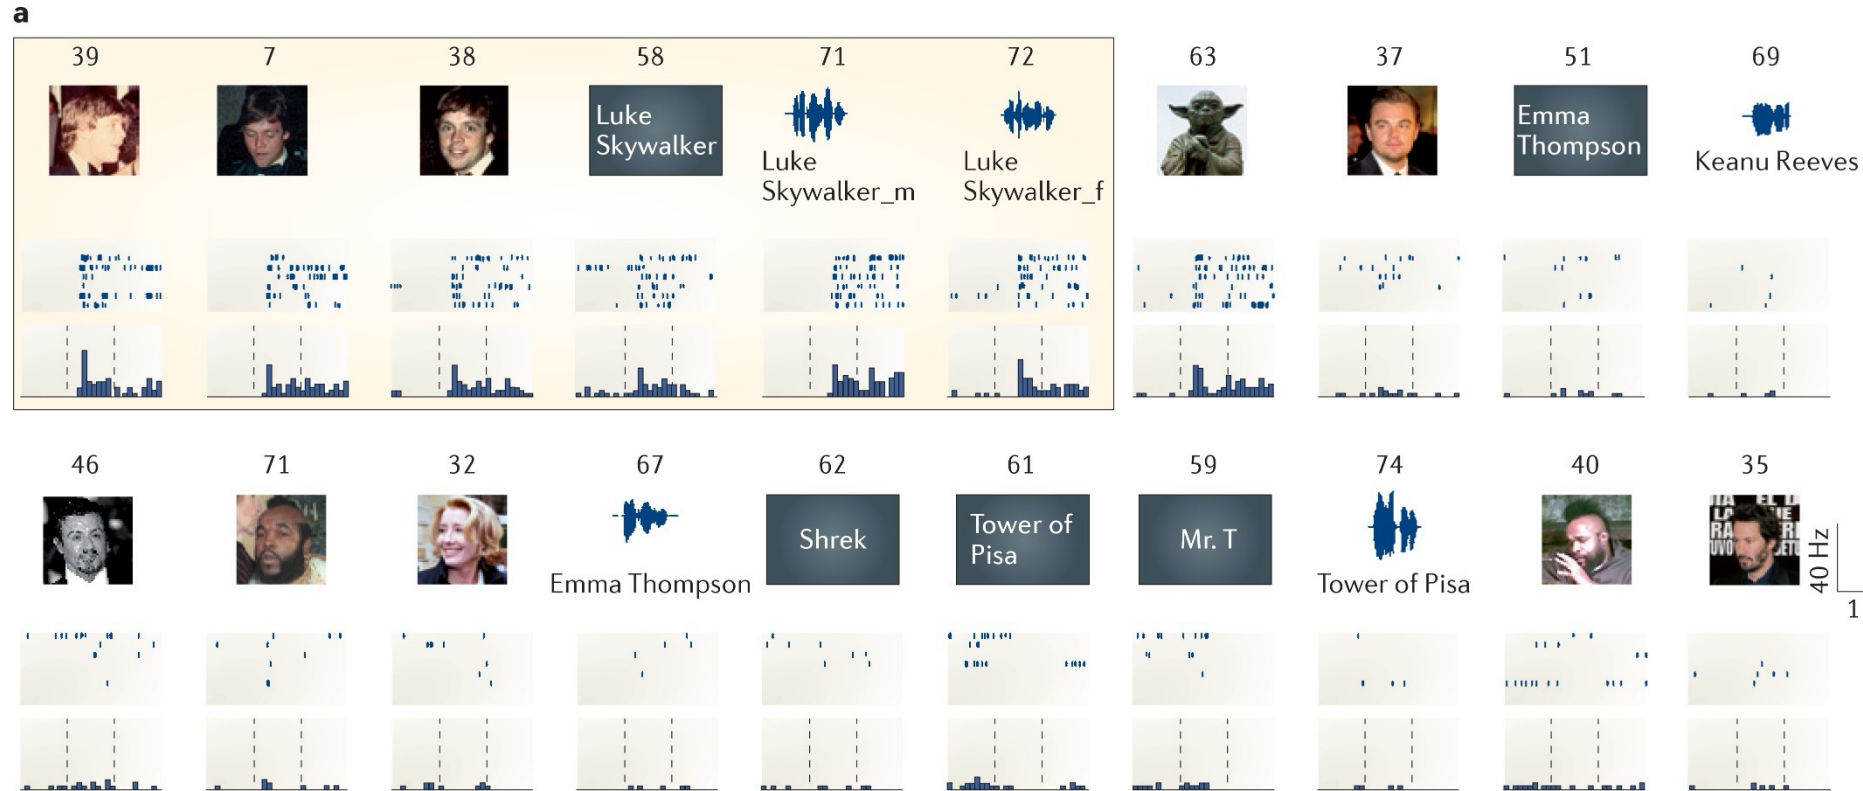 a
39 7 38 58 71 72 63 37 51 69
Luke
Skywalker
Luke
Skywalker_m
Luke
Skywalker_f
Emma
Thompson
Keanu Reeves
46 71 32 67 62 61 59 74 40 35
Emma Thompson
Shrek
Tower of
Pisa
Mr. T
Tower of Pisa
40 Hz
1